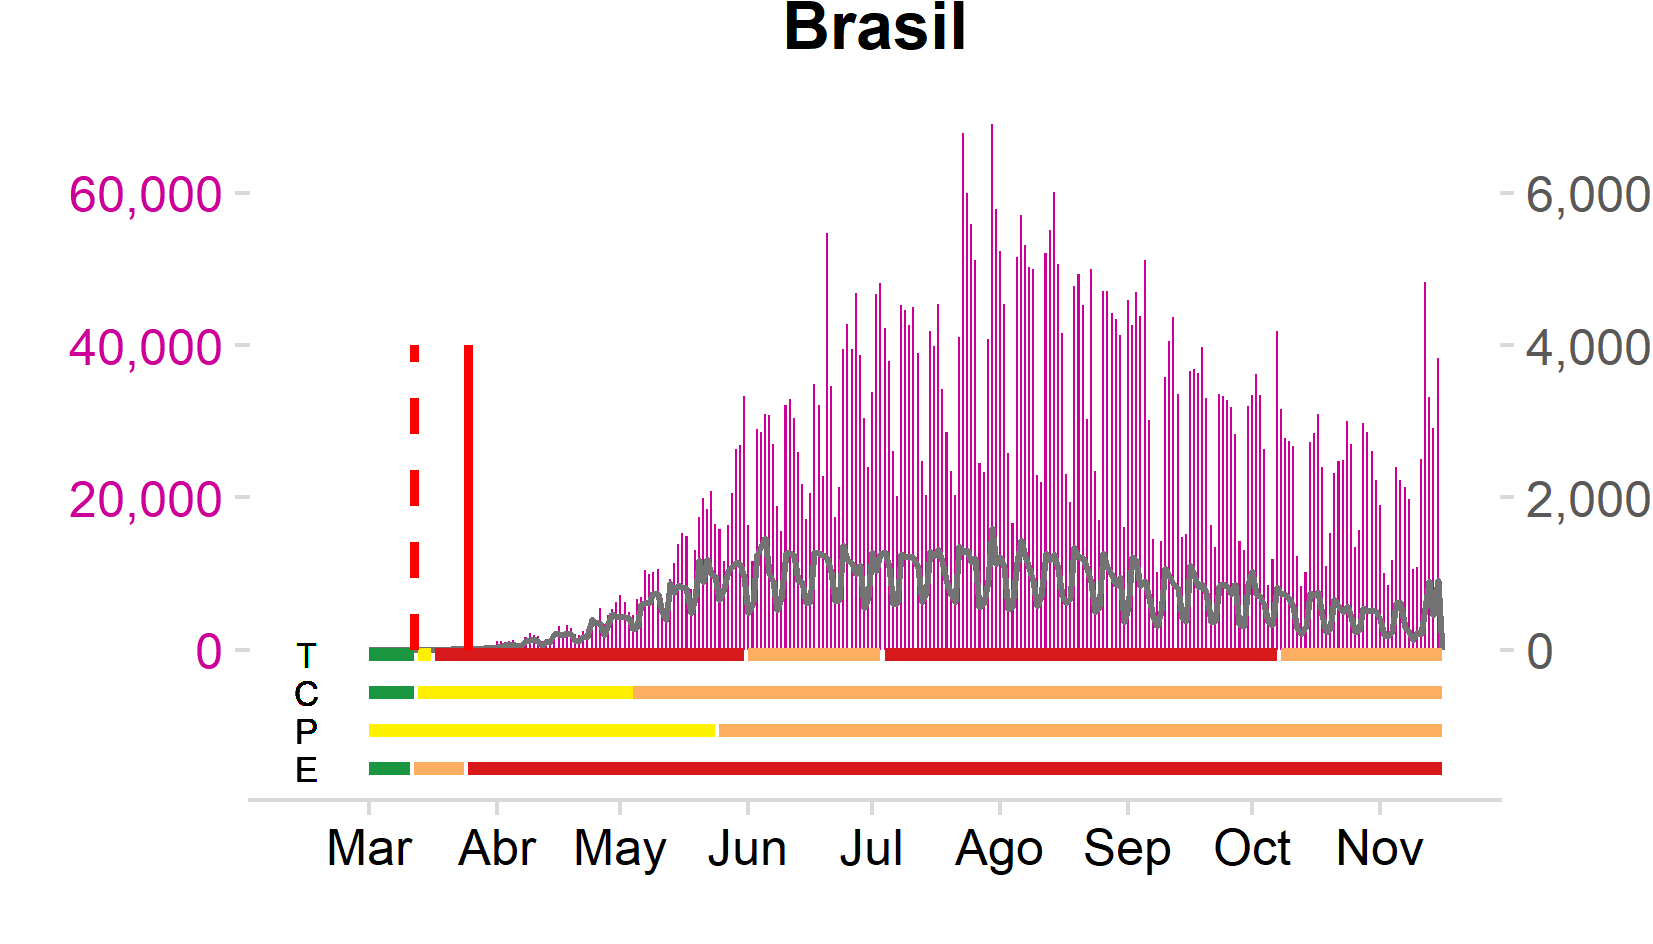 Brasil
60,000 6,000
40,000 4,000
20,000 2,000
0 0
T
C
P
E
Mar Abr May Jun Jul Ago Sep Oct Nov